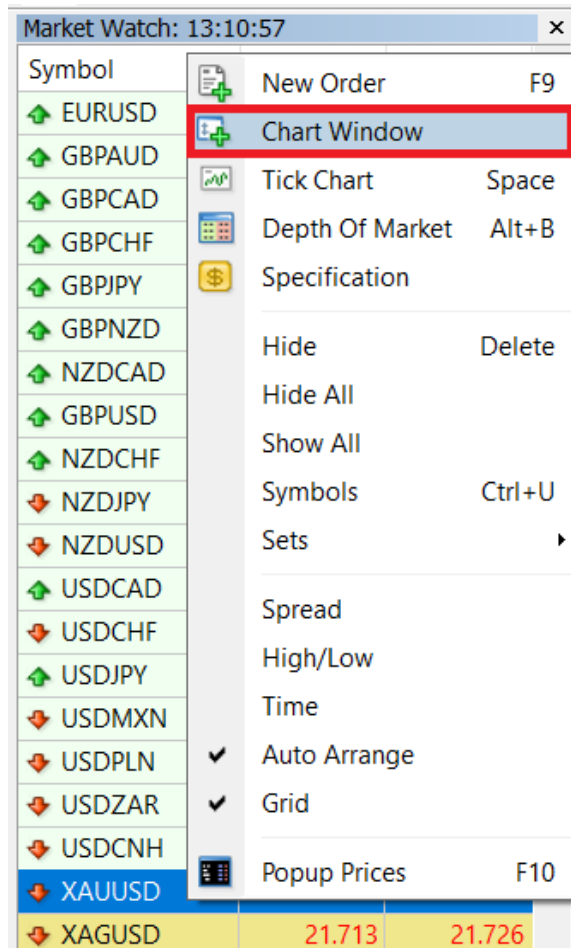 Market Watch: 13:10:57
Symbol
EURUSD
GBPAUD
GBPCAD
GBPCHF
GBPJPY
GBPNZD
NZDCAD
GBPUSD
NZDCHF
NZDJPY
NZDUSD
USDCAD
USDCHF
USDJPY
USDMXN
USDPLN
USDZAR
USDCNH
XAUUSD
XAGUSD 21.713 21.726
New Order F9
Chart Window
Tick Chart Space
Depth Of Market Alt+B
Specification
Hide Delete
Hide All
Show All
Symbols Ctrl+U
Sets
Spread
High/Low
Time
Auto Arrange
Grid
Popup Prices F10